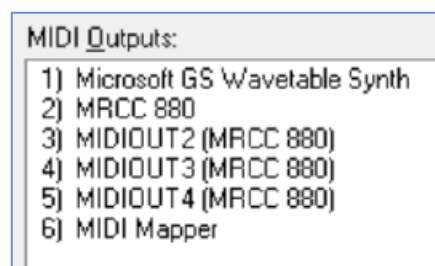 MIDI Outputs:
1) Microsoft GS Wavetable Synth
2) MRCC 880
3) MIDIOUT2 (MRCC 880)
4) MIDIOUT3 (MRCC 880)
5) MIDIOUT4 (MRCC 880)
6) MIDI Mapper